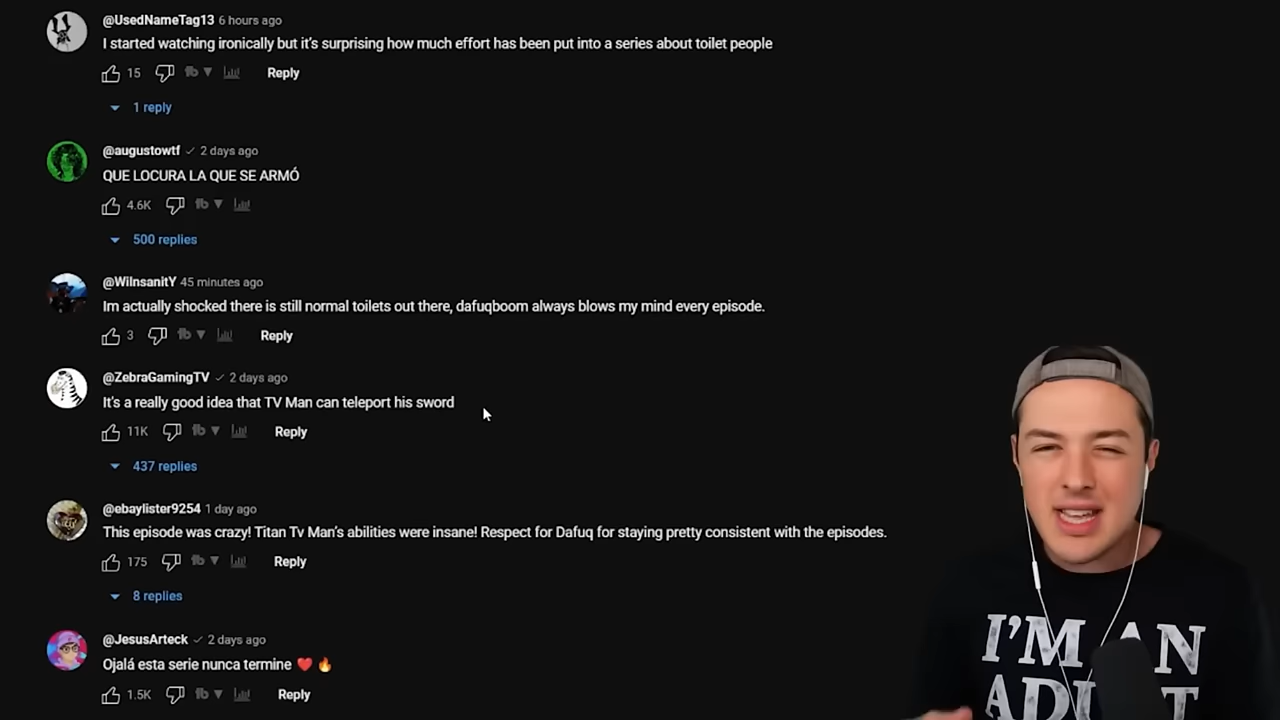 @UsedNameTag13 6 hours ago
I started watching ironically but it's surprising how much effort has been put into a series about toilet people
15 Reply
1 reply
@augustowtf 2 days ago
QUE LOCURA LA QUE SE ARMÓ
4.6K
500 replies
@WilnsanitY 45 minutes ago
Im actually shocked there is still normal toilets out there, dafuqboom always blows my mind every episode.
3 Reply
@ZebraGamingTV 2 days ago
It's a really good idea that TV Man can teleport his sword
11K Reply
437 replies
@ebaylister9254 1 day ago
This episode was crazy! Titan Tv Man's abilities were insane! Respect for Dafuq for staying pretty consistent with the episodes.
175 Reply
8 replies
@JesusArteck 2 days ago
Ojalá esta serie nunca termine ❤️ 🔥
1.5K Reply
I'M AN